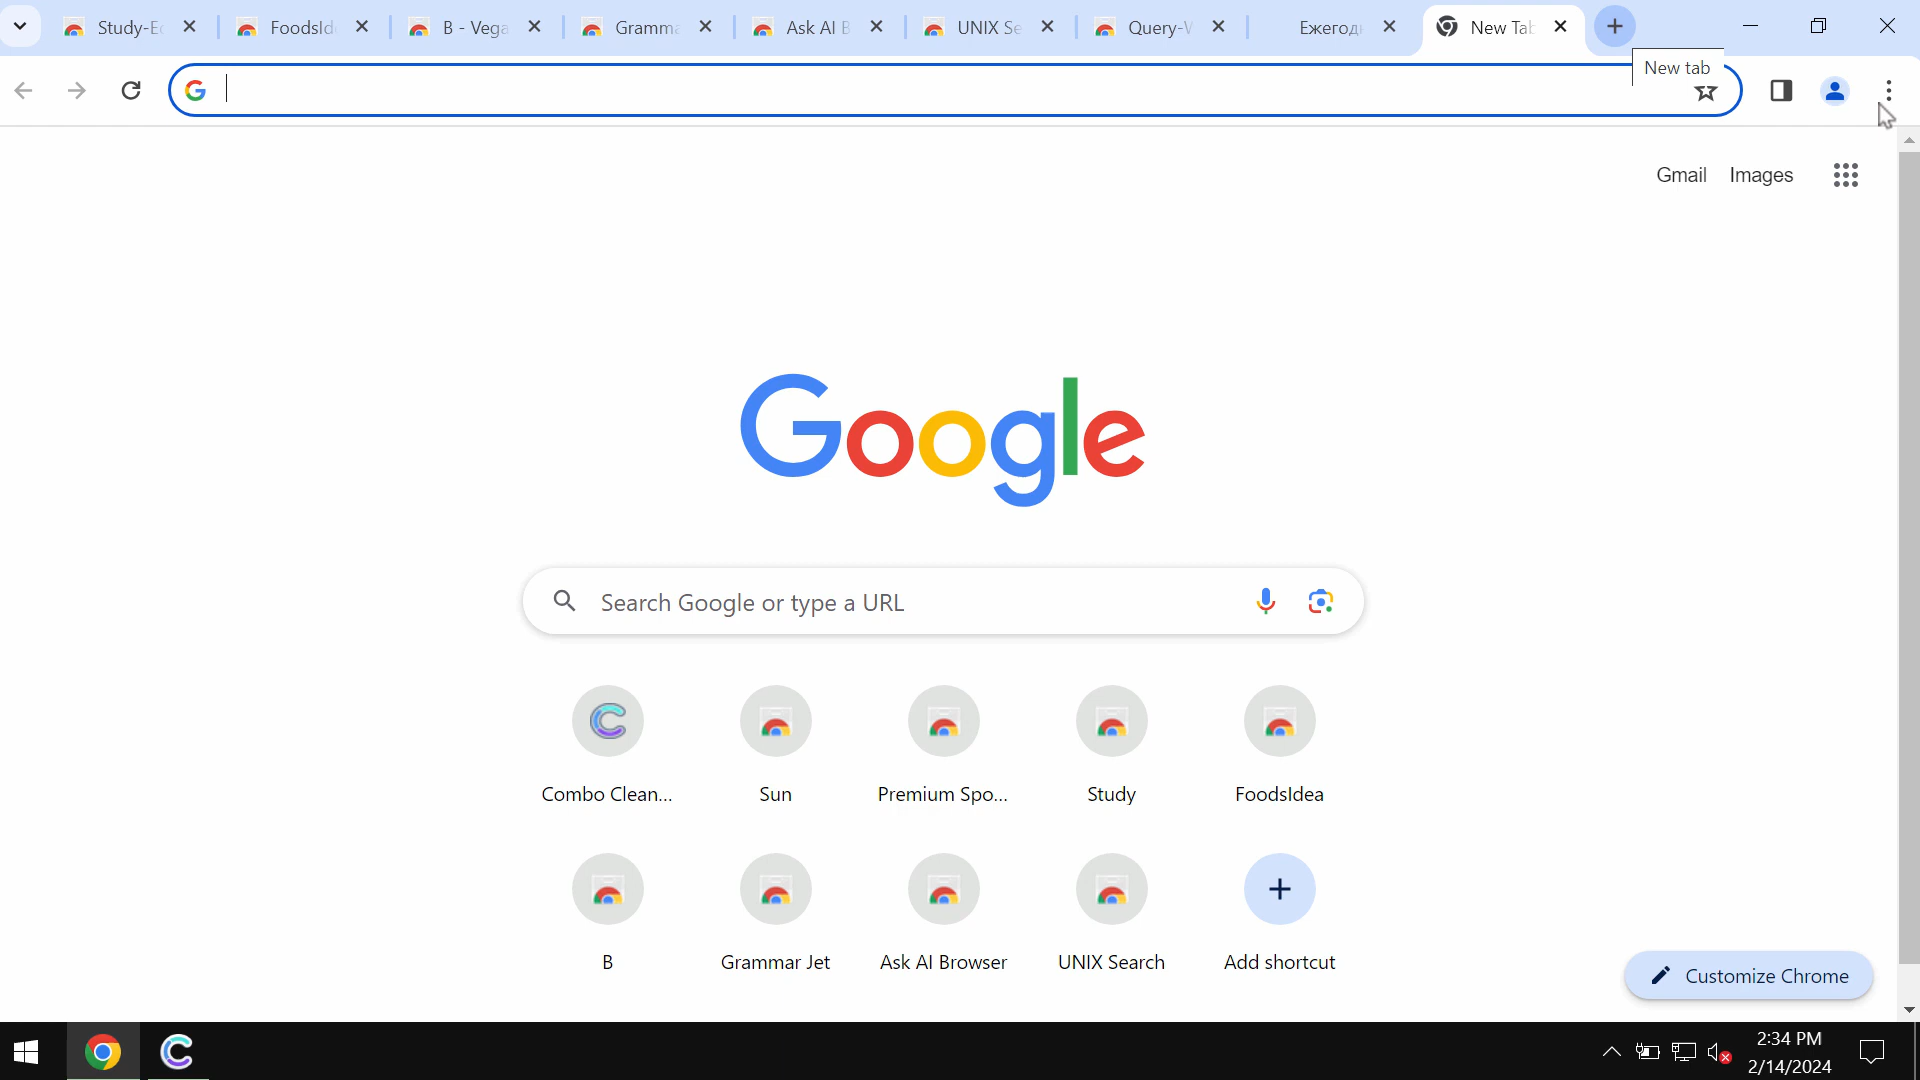 Study-Ec
FoodsId
B - Vega
Gramma
Ask AI B
UNIX Se
Query-V
Ежегод
New Tab
New tab
Gmail
Images
Google
Search Google or type a URL
Combo Clean...
Sun
Premium Spo...
Study
FoodsIdea
B
Grammar Jet
Ask AI Browser
UNIX Search
Add shortcut
Customize Chrome
2:34 PM
2/14/2024